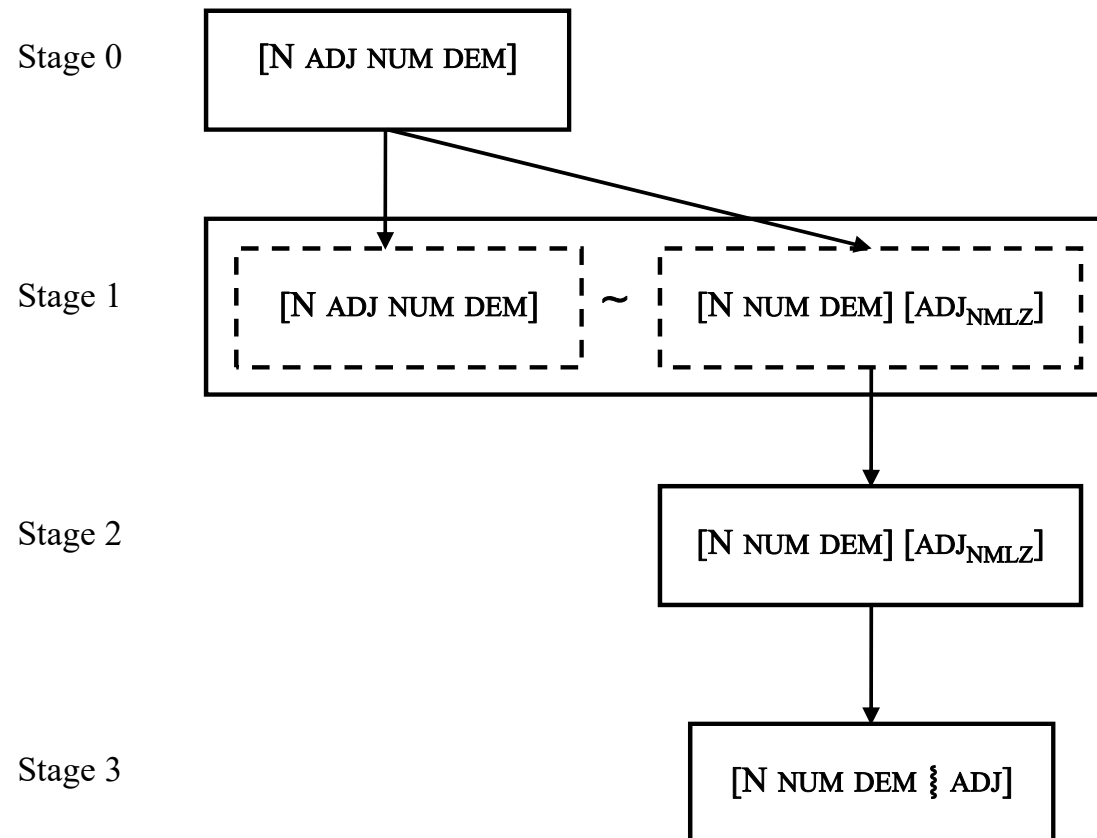 Stage 0 [N ADJ NUM DEM]
Stage 1 [N ADJ NUM DEM] ~ [N NUM DEM] [ADJNMLZ]
Stage 2 [N NUM DEM] [ADJNMLZ]
Stage 3 [N NUM DEM ⸾ ADJ]